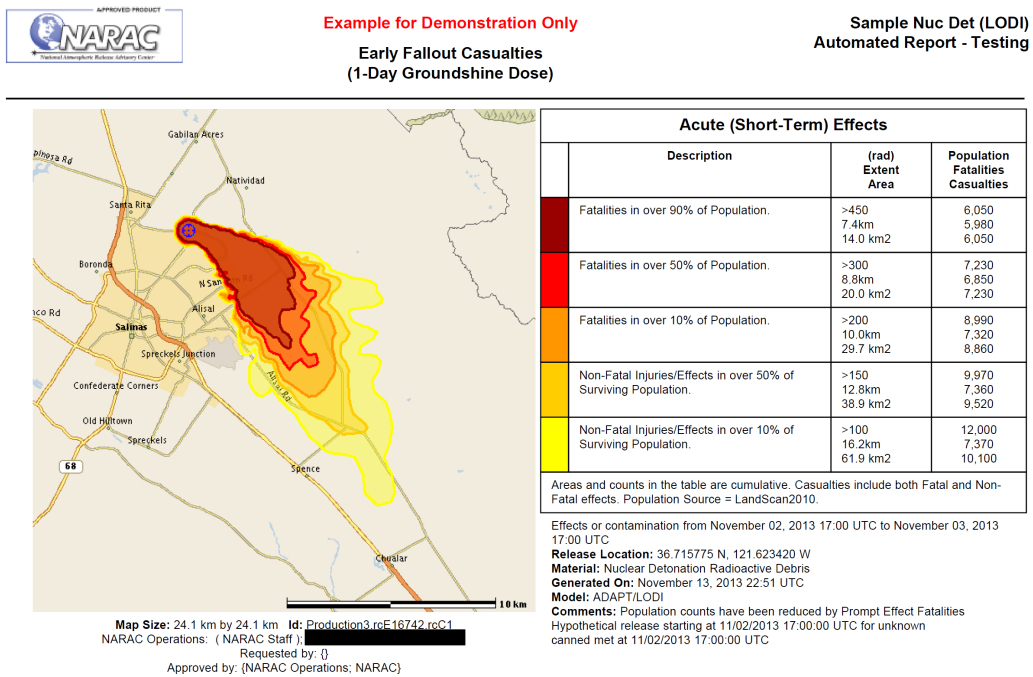 APPROVED PRODUCT
NARAC
National Atmospheric Release Advisory Center
Example for Demonstration Only
Early Fallout Casualties
(1-Day Groundshine Dose)
Sample Nuc Det (LODI)
Automated Report - Testing
Gabilan Acres
pinosa Rd
Natividad
Santa Rita
Boronda
N San
Rd
nco Rd
Alisal
Salinas
Spreckels Junction
Alisal Rd
Confederate Corners
Old Hilltown
Spreckels
68
Spence
Chualar
10 km
Map Size: 24.1 km by 24.1 km Id: Production3.rcE16742.rcC1
NARAC Operations: ( NARAC Staff );
Requested by: {}
Approved by: {NARAC Operations; NARAC}
Acute (Short-Term) Effects
Description (rad) Population
Extent Fatalities
Area Casualties
Fatalities in over 90% of Population. >450 6,050
7.4km 5,980
14.0 km2 6,050
Fatalities in over 50% of Population. >300 7,230
8.8km 6,850
20.0 km2 7,230
Fatalities in over 10% of Population. >200 8,990
10.0km 7,320
29.7 km2 8,860
Non-Fatal Injuries/Effects in over 50% of >150 9,970
Surviving Population. 12.8km 7,360
38.9 km2 9,520
Non-Fatal Injuries/Effects in over 10% of >100 12,000
Surviving Population. 16.2km 7,370
61.9 km2 10,100
Areas and counts in the table are cumulative. Casualties include both Fatal and Non-
Fatal effects. Population Source = LandScan2010.
Effects or contamination from November 02, 2013 17:00 UTC to November 03, 2013
17:00 UTC
Release Location: 36.715775 N, 121.623420 W
Material: Nuclear Detonation Radioactive Debris
Generated On: November 13, 2013 22:51 UTC
Model: ADAPT/LODI
Comments: Population counts have been reduced by Prompt Effect Fatalities
Hypothetical release starting at 11/02/2013 17:00:00 UTC for unknown
canned met at 11/02/2013 17:00:00 UTC